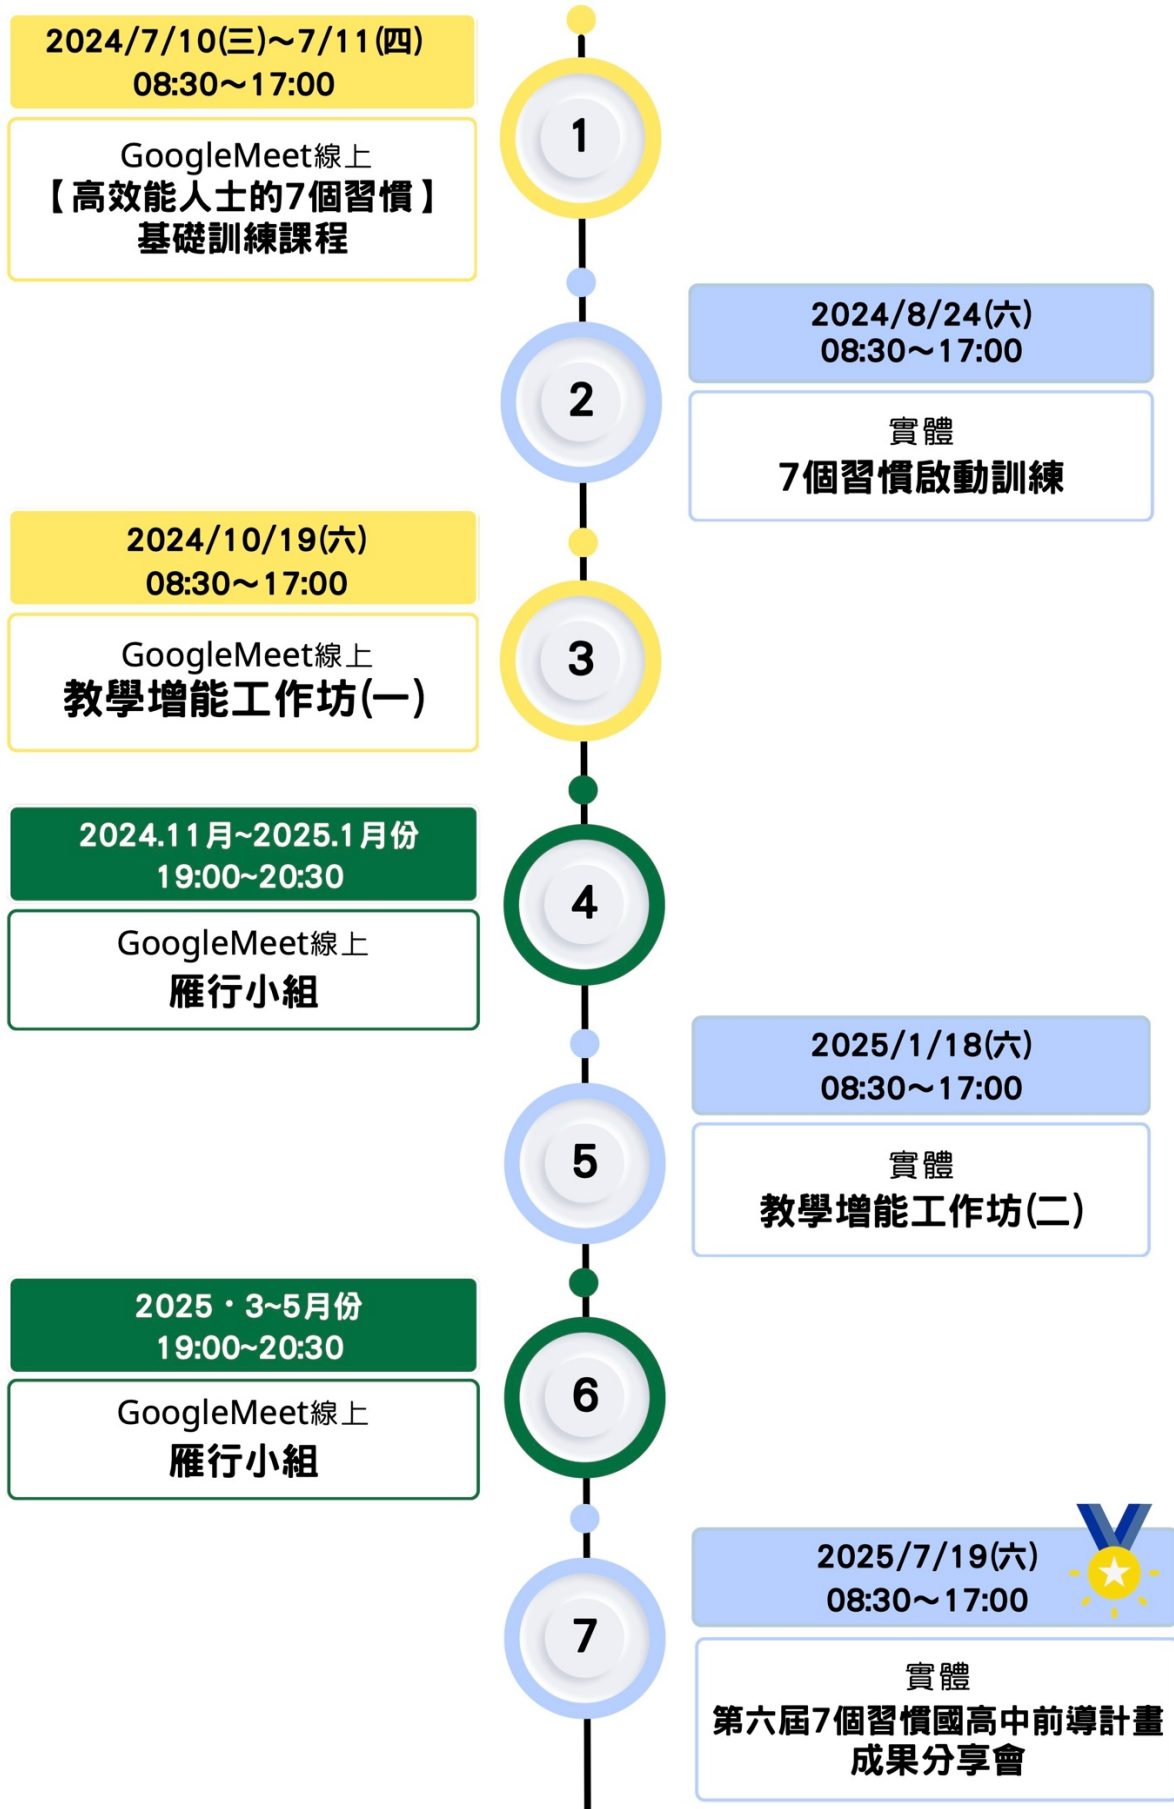 2024/7/10(三)～7/11(四)
08:30～17:00
GoogleMeet線上
【高效能人士的7個習慣】
基礎訓練課程
1
2024/8/24(六)
08:30～17:00
實體
7個習慣啟動訓練
2
2024/10/19(六)
08:30～17:00
GoogleMeet線上
教學增能工作坊(一)
3
2024.11月~2025.1月份
19:00~20:30
GoogleMeet線上
雁行小組
4
2025/1/18(六)
08:30～17:00
實體
教學增能工作坊(二)
5
2025・3~5月份
19:00~20:30
GoogleMeet線上
雁行小組
6
2025/7/19(六)
08:30～17:00
實體
第六屆7個習慣國高中前導計畫
成果分享會
7